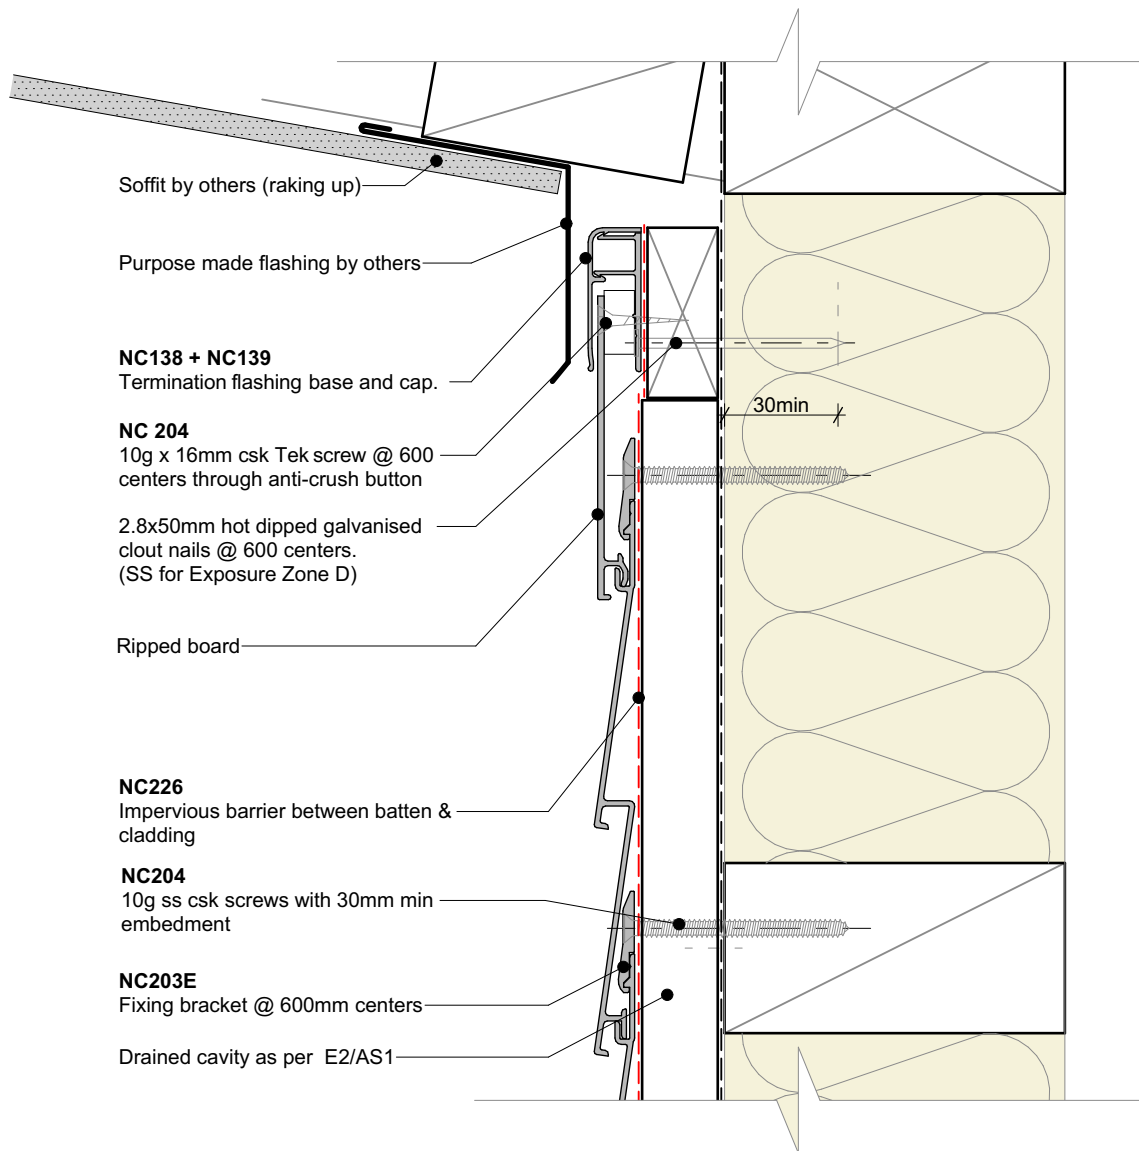 Soffit by others (raking up)
Purpose made flashing by others
NC138 + NC139
Termination flashing base and cap.
NC 204
10g x 16mm csk Tek screw @ 600
centers through anti-crush button
30min
2.8x50mm hot dipped galvanised
clout nails @ 600 centers.
(SS for Exposure Zone D)
Ripped board
NC226
Impervious barrier between batten &
cladding
NC204
10g ss csk screws with 30mm min
embedment
NC203E
Fixing bracket @ 600mm centers
Drained cavity as per E2/AS1